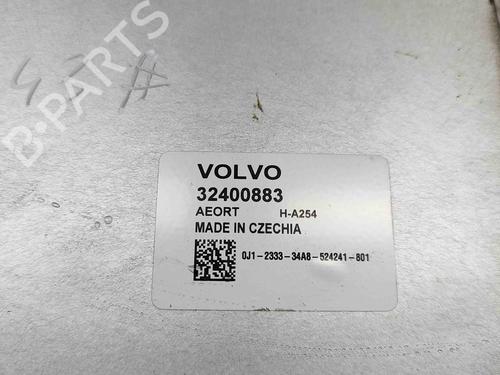 B-PARTS
VOLVO
32400883
AEORT H-A254
MADE IN CZECHIA
0J1-2333-34A8-524241-801